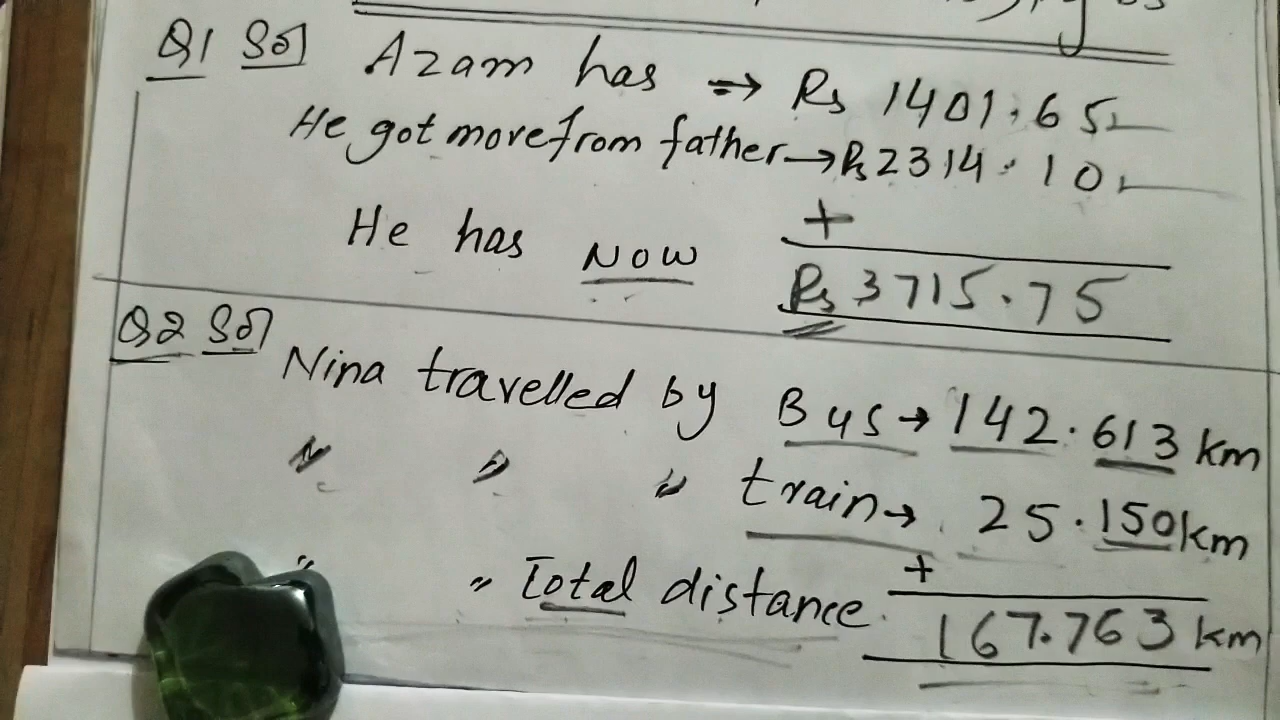 Q1 Sol Azam has → Rs 1401.65
He got more from father → Rs 2314.10
+
He has NOW Rs 3715.75
Q2 Sol
Nina travelled by Bus → 142.613 km
" " " train → 25.150 km
+
" " Total distance 167.763 km